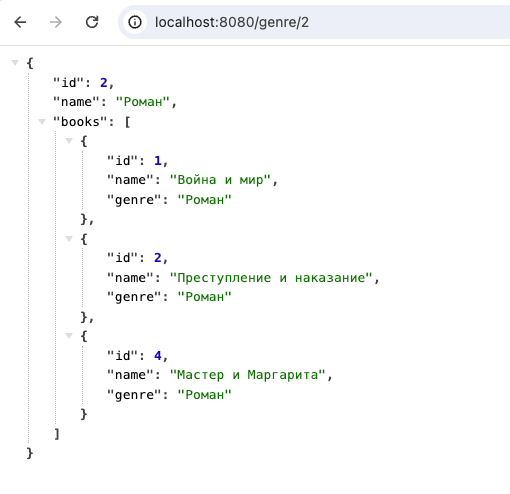 localhost:8080/genre/2
{
"id": 2,
"name": "Роман",
"books": [
{
"id": 1,
"name": "Война и мир",
"genre": "Роман"
},
{
"id": 2,
"name": "Преступление и наказание",
"genre": "Роман"
},
{
"id": 4,
"name": "Мастер и Маргарита",
"genre": "Роман"
}
]
}